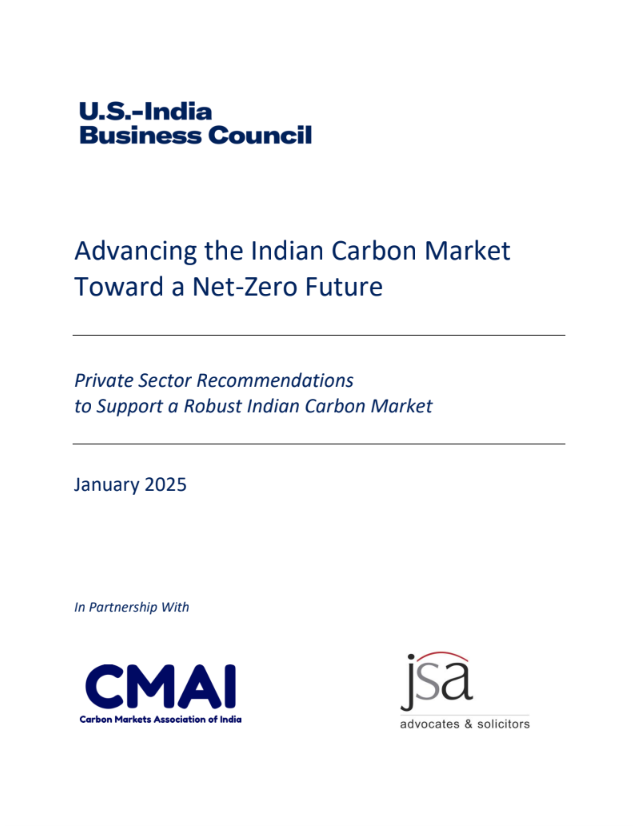 U.S.-India
Business Council
Advancing the Indian Carbon Market
Toward a Net-Zero Future
Private Sector Recommendations
to Support a Robust Indian Carbon Market
January 2025
In Partnership With
CMAI
Carbon Markets Association of India
jsa
advocates & solicitors